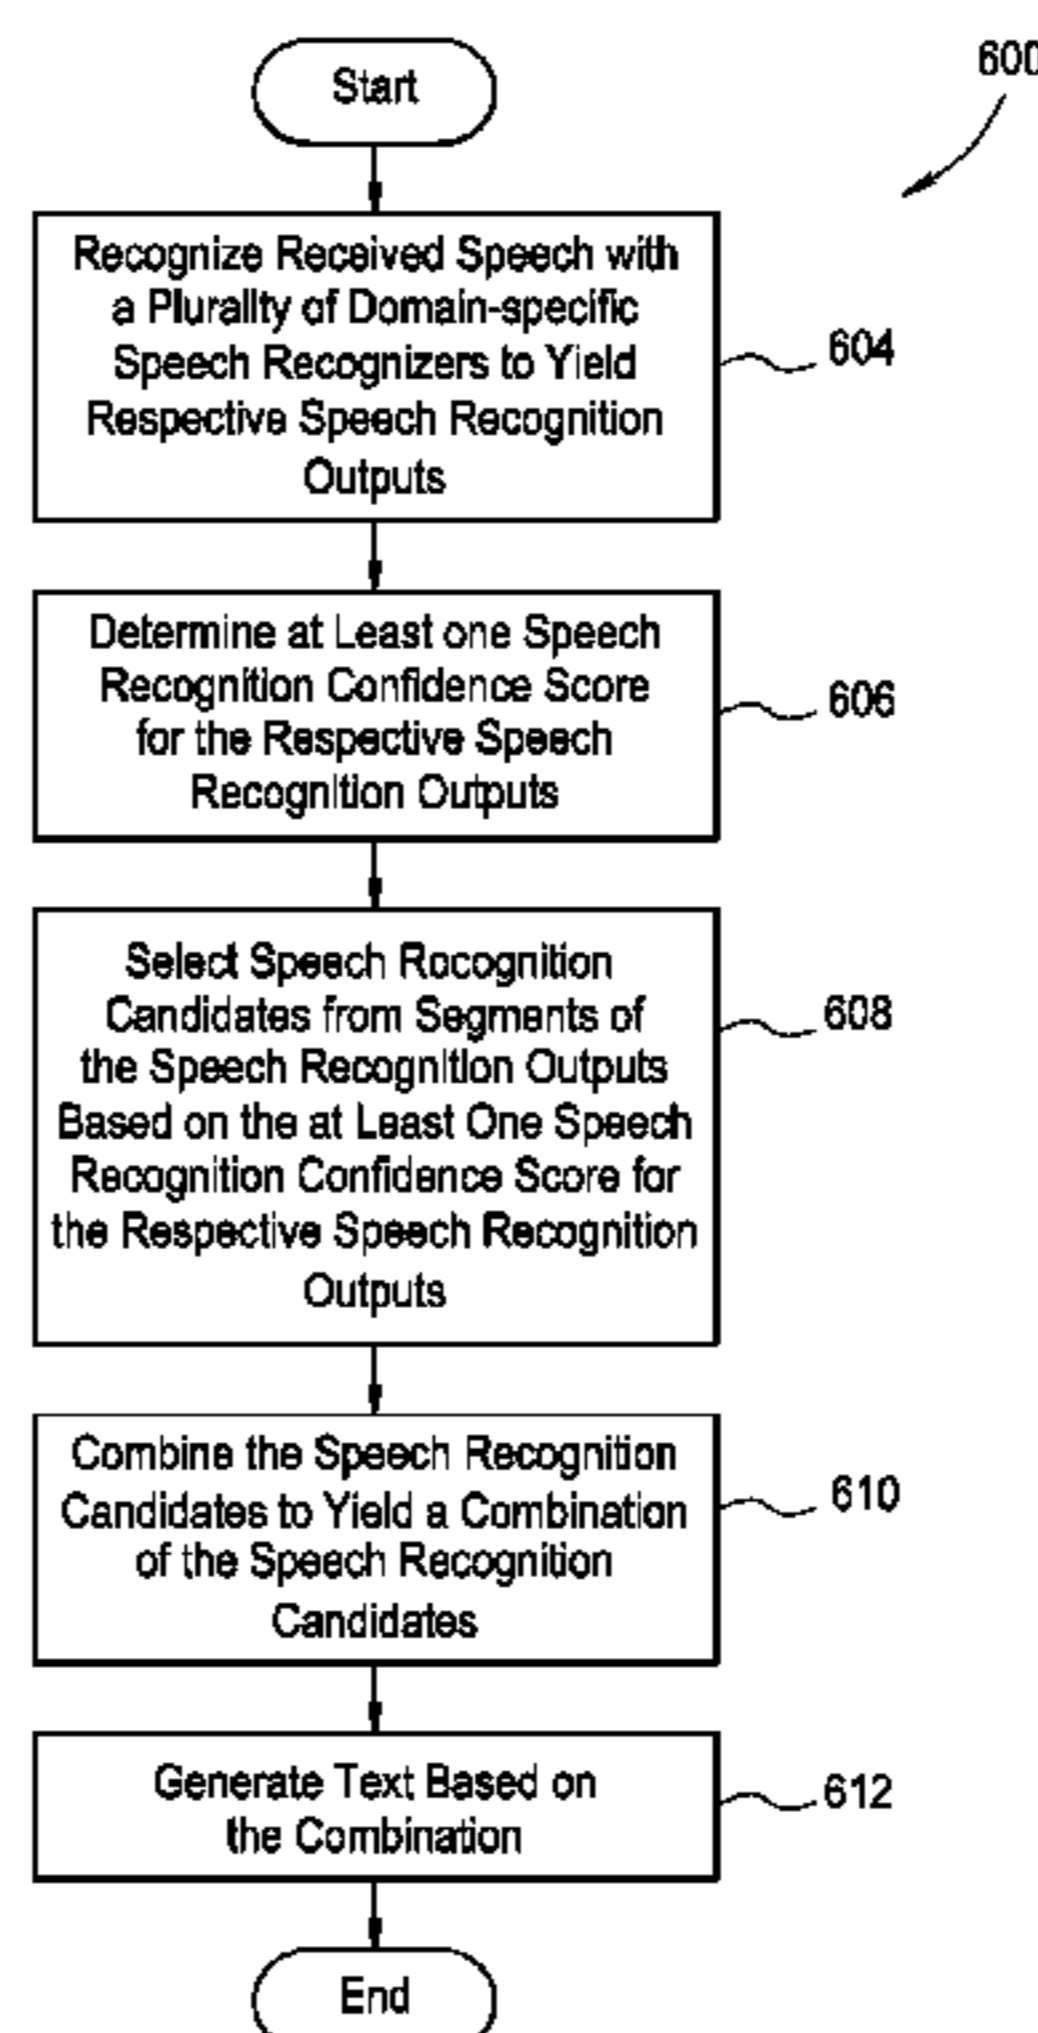 Start
600
Recognize Received Speech with
a Plurality of Domain-specific
Speech Recognizers to Yield
Respective Speech Recognition
Outputs
604
Determine at Least one Speech
Recognition Confidence Score
for the Respective Speech
Recognition Outputs
606
Select Speech Rocognition
Candidates from Segments of
the Speech Recognition Outputs
Based on the at Least One Speech
Recognition Confidence Score for
the Respective Speech Recognition
Outputs
608
Combine the Speech Recognition
Candidates to Yield a Combination
of the Speech Recognition
Candidates
610
Generate Text Based on
the Combination
612
End